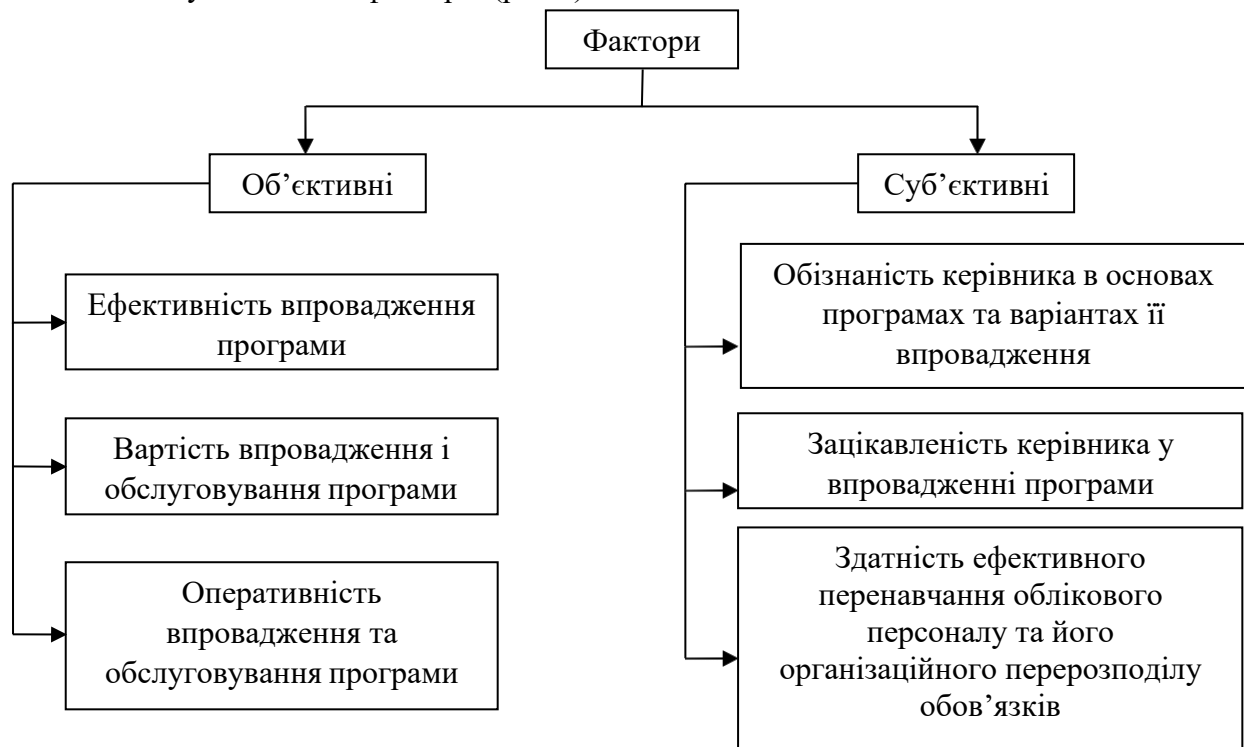 Фактори
Об’єктивні
Суб’єктивні
Ефективність впровадження
програми
Вартість впровадження і
обслуговування програми
Оперативність
впровадження та
обслуговування програми
Обізнаність керівника в основах
програмах та варіантах її
впровадження
Зацікавленість керівника у
впровадженні програми
Здатність ефективного
перенавчання облікового
персоналу та його
організаційного перерозподілу
обов’язків